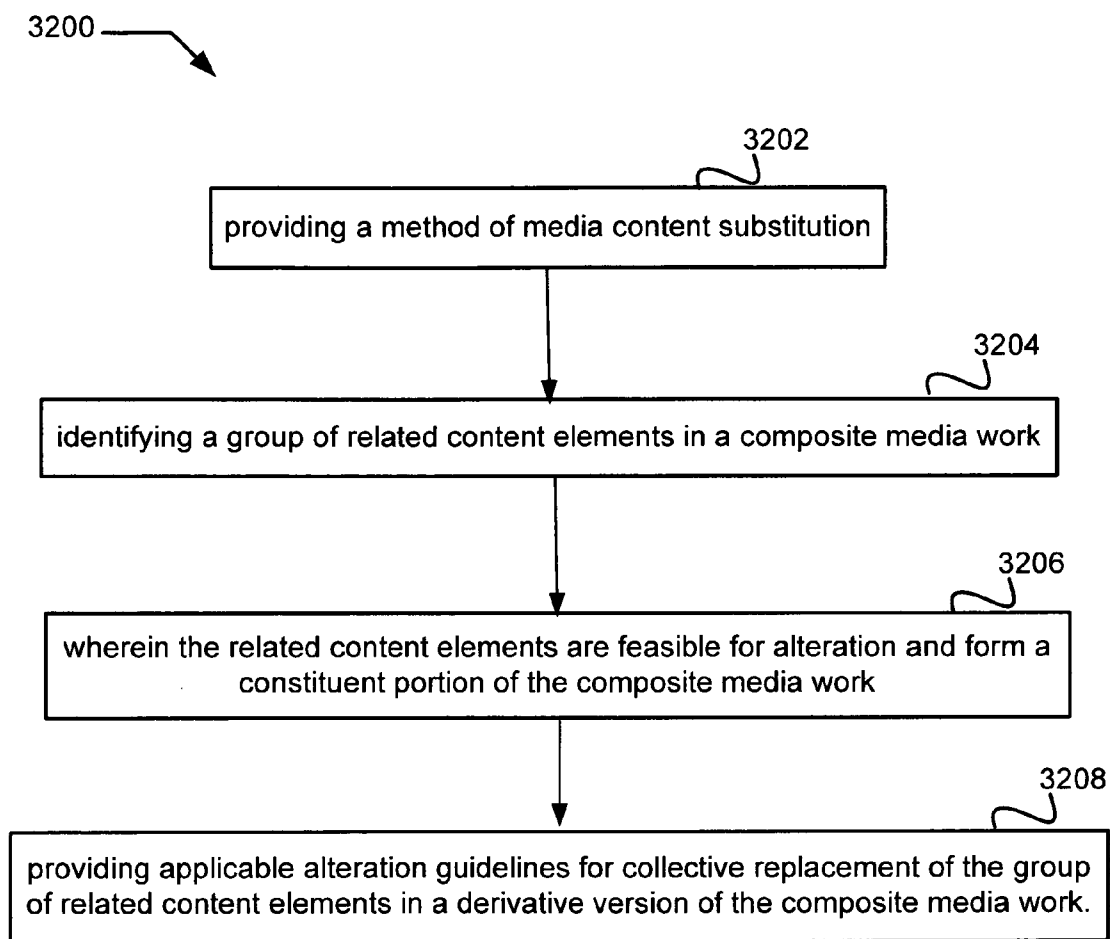 3200
3202
providing a method of media content substitution
3204
identifying a group of related content elements in a composite media work
3206
wherein the related content elements are feasible for alteration and form a
constituent portion of the composite media work
3208
providing applicable alteration guidelines for collective replacement of the group
of related content elements in a derivative version of the composite media work.